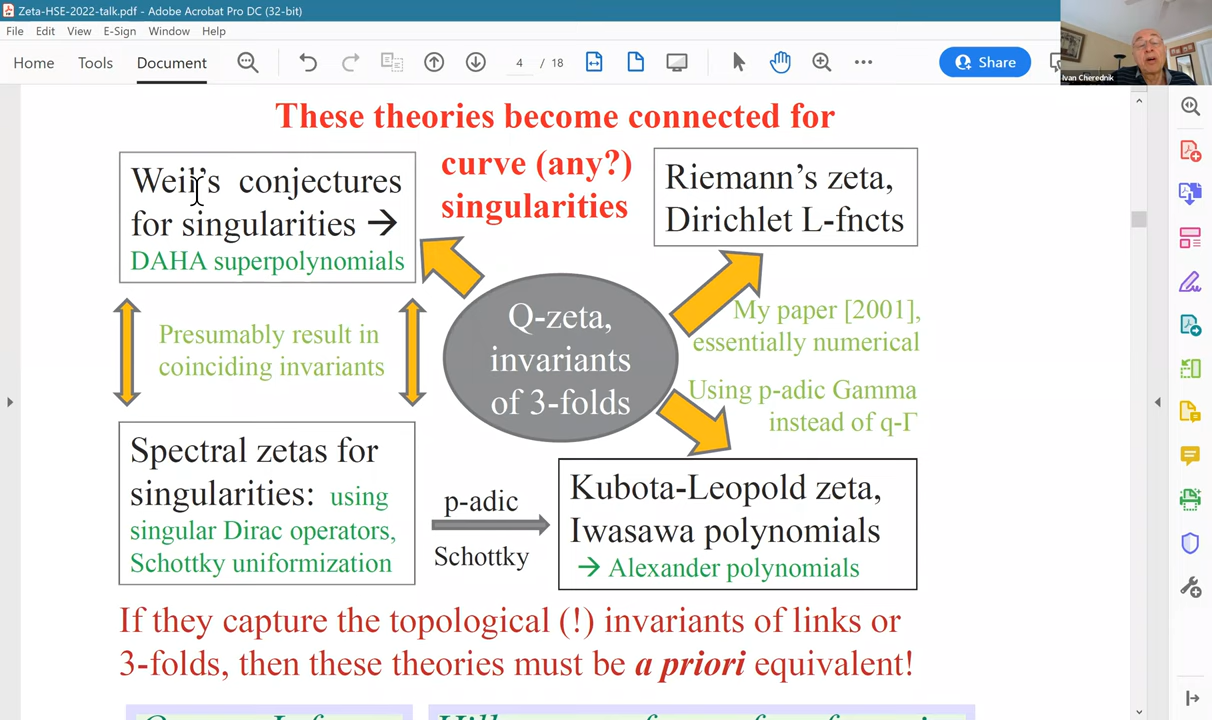 Zeta-HSE-2022-talk.pdf - Adobe Acrobat Pro DC (32-bit)
File Edit View E-Sign Window Help
Home Tools Document 4 / 18 Share
Ivan Cherednik
These theories become connected for
curve (any?)
singularities
Weil's conjectures
for singularities →
DAHA superpolynomials
Riemann's zeta,
Dirichlet L-fncts
Q-zeta,
invariants
of 3-folds
My paper [2001],
essentially numerical
Presumably result in
coinciding invariants
Using p-adic Gamma
instead of q-Γ
Spectral zetas for
singularities: using
singular Dirac operators,
Schottky uniformization
p-adic
Schottky
Kubota-Leopold zeta,
Iwasawa polynomials
→ Alexander polynomials
If they capture the topological (!) invariants of links or
3-folds, then these theories must be a priori equivalent!